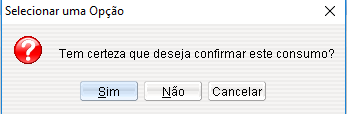 Selecionar uma Opção
Tem certeza que deseja confirmar este consumo?
Sim Não Cancelar